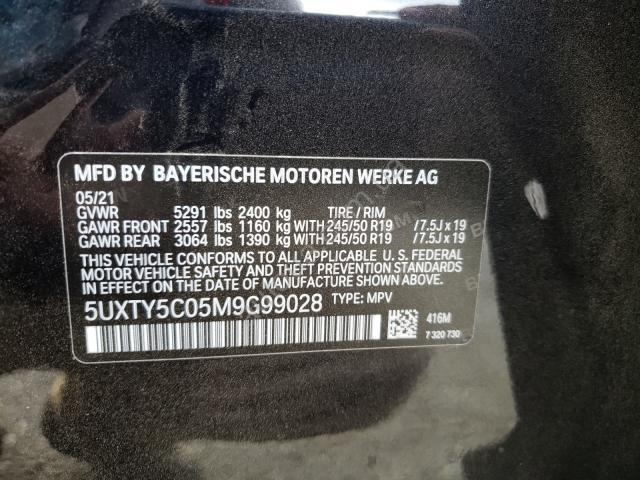 MFD BY BAYERISCHE MOTOREN WERKE AG
05/21
GVWR 5291 lbs 2400 kg TIRE / RIM
GAWR FRONT 2557 lbs 1160 kg WITH 245/50 R19 /7.5J x 19
GAWR REAR 3064 lbs 1390 kg WITH 245/50 R19 /7.5J x 19
THIS VEHICLE CONFORMS TO ALL APPLICABLE U. S. FEDERAL
MOTOR VEHICLE SAFETY AND THEFT PREVENTION STANDARDS
IN EFFECT ON THE DATE OF MANUFACTURE SHOWN ABOVE.
5UXTY5C05M9G99028 TYPE: MPV
416M
7 320 730